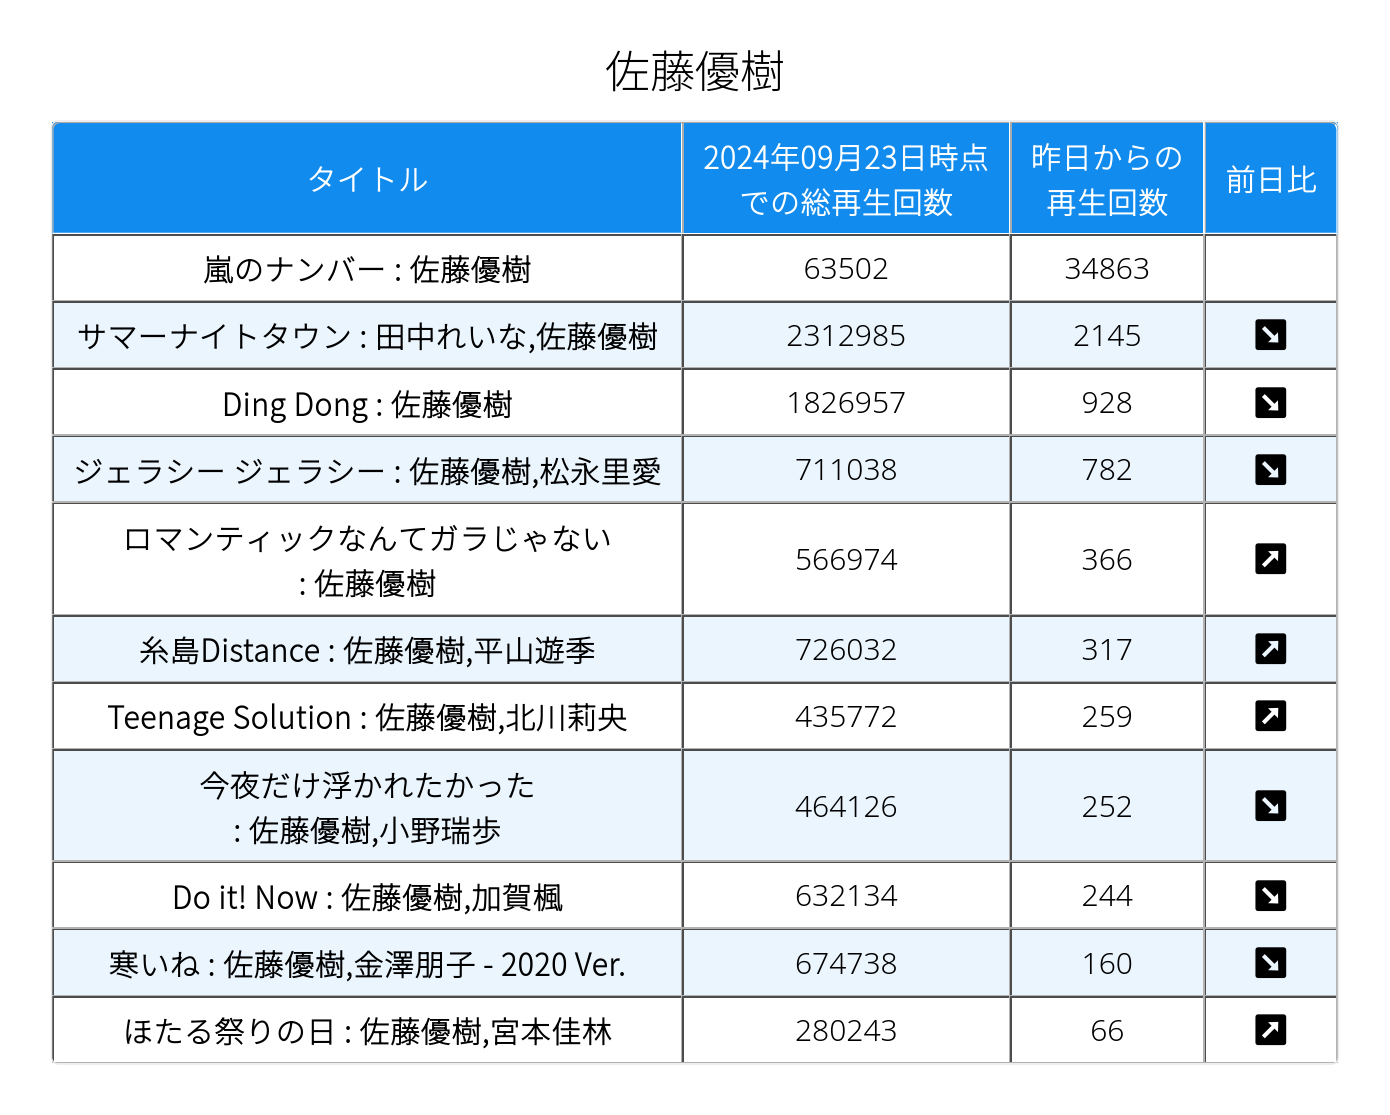 佐藤優樹
タイトル
2024年09月23日時点
での総再生回数
昨日からの
再生回数
前日比
嵐のナンバー : 佐藤優樹
63502
34863
サマーナイトタウン : 田中れいな,佐藤優樹
2312985
2145
Ding Dong : 佐藤優樹
1826957
928
ジェラシー ジェラシー : 佐藤優樹,松永里愛
711038
782
ロマンティックなんてガラじゃない
: 佐藤優樹
566974
366
糸島Distance : 佐藤優樹,平山遊季
726032
317
Teenage Solution : 佐藤優樹,北川莉央
435772
259
今夜だけ浮かれたかった
: 佐藤優樹,小野瑞歩
464126
252
Do it! Now : 佐藤優樹,加賀楓
632134
244
寒いね : 佐藤優樹,金澤朋子 - 2020 Ver.
674738
160
ほたる祭りの日 : 佐藤優樹,宮本佳林
280243
66